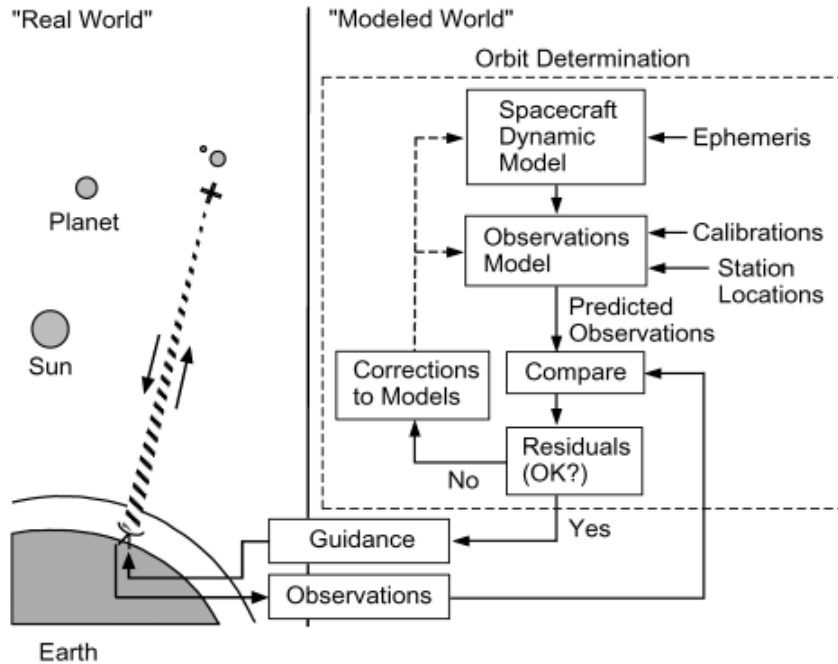 "Real World"
"Modeled World"
Orbit Determination
Spacecraft
Dynamic
Model
Ephemeris
Planet
Observations
Model
Calibrations
Station
Locations
Predicted
Observations
Sun
Corrections
to Models
Compare
Residuals
(OK?)
No
Yes
Guidance
Observations
Earth